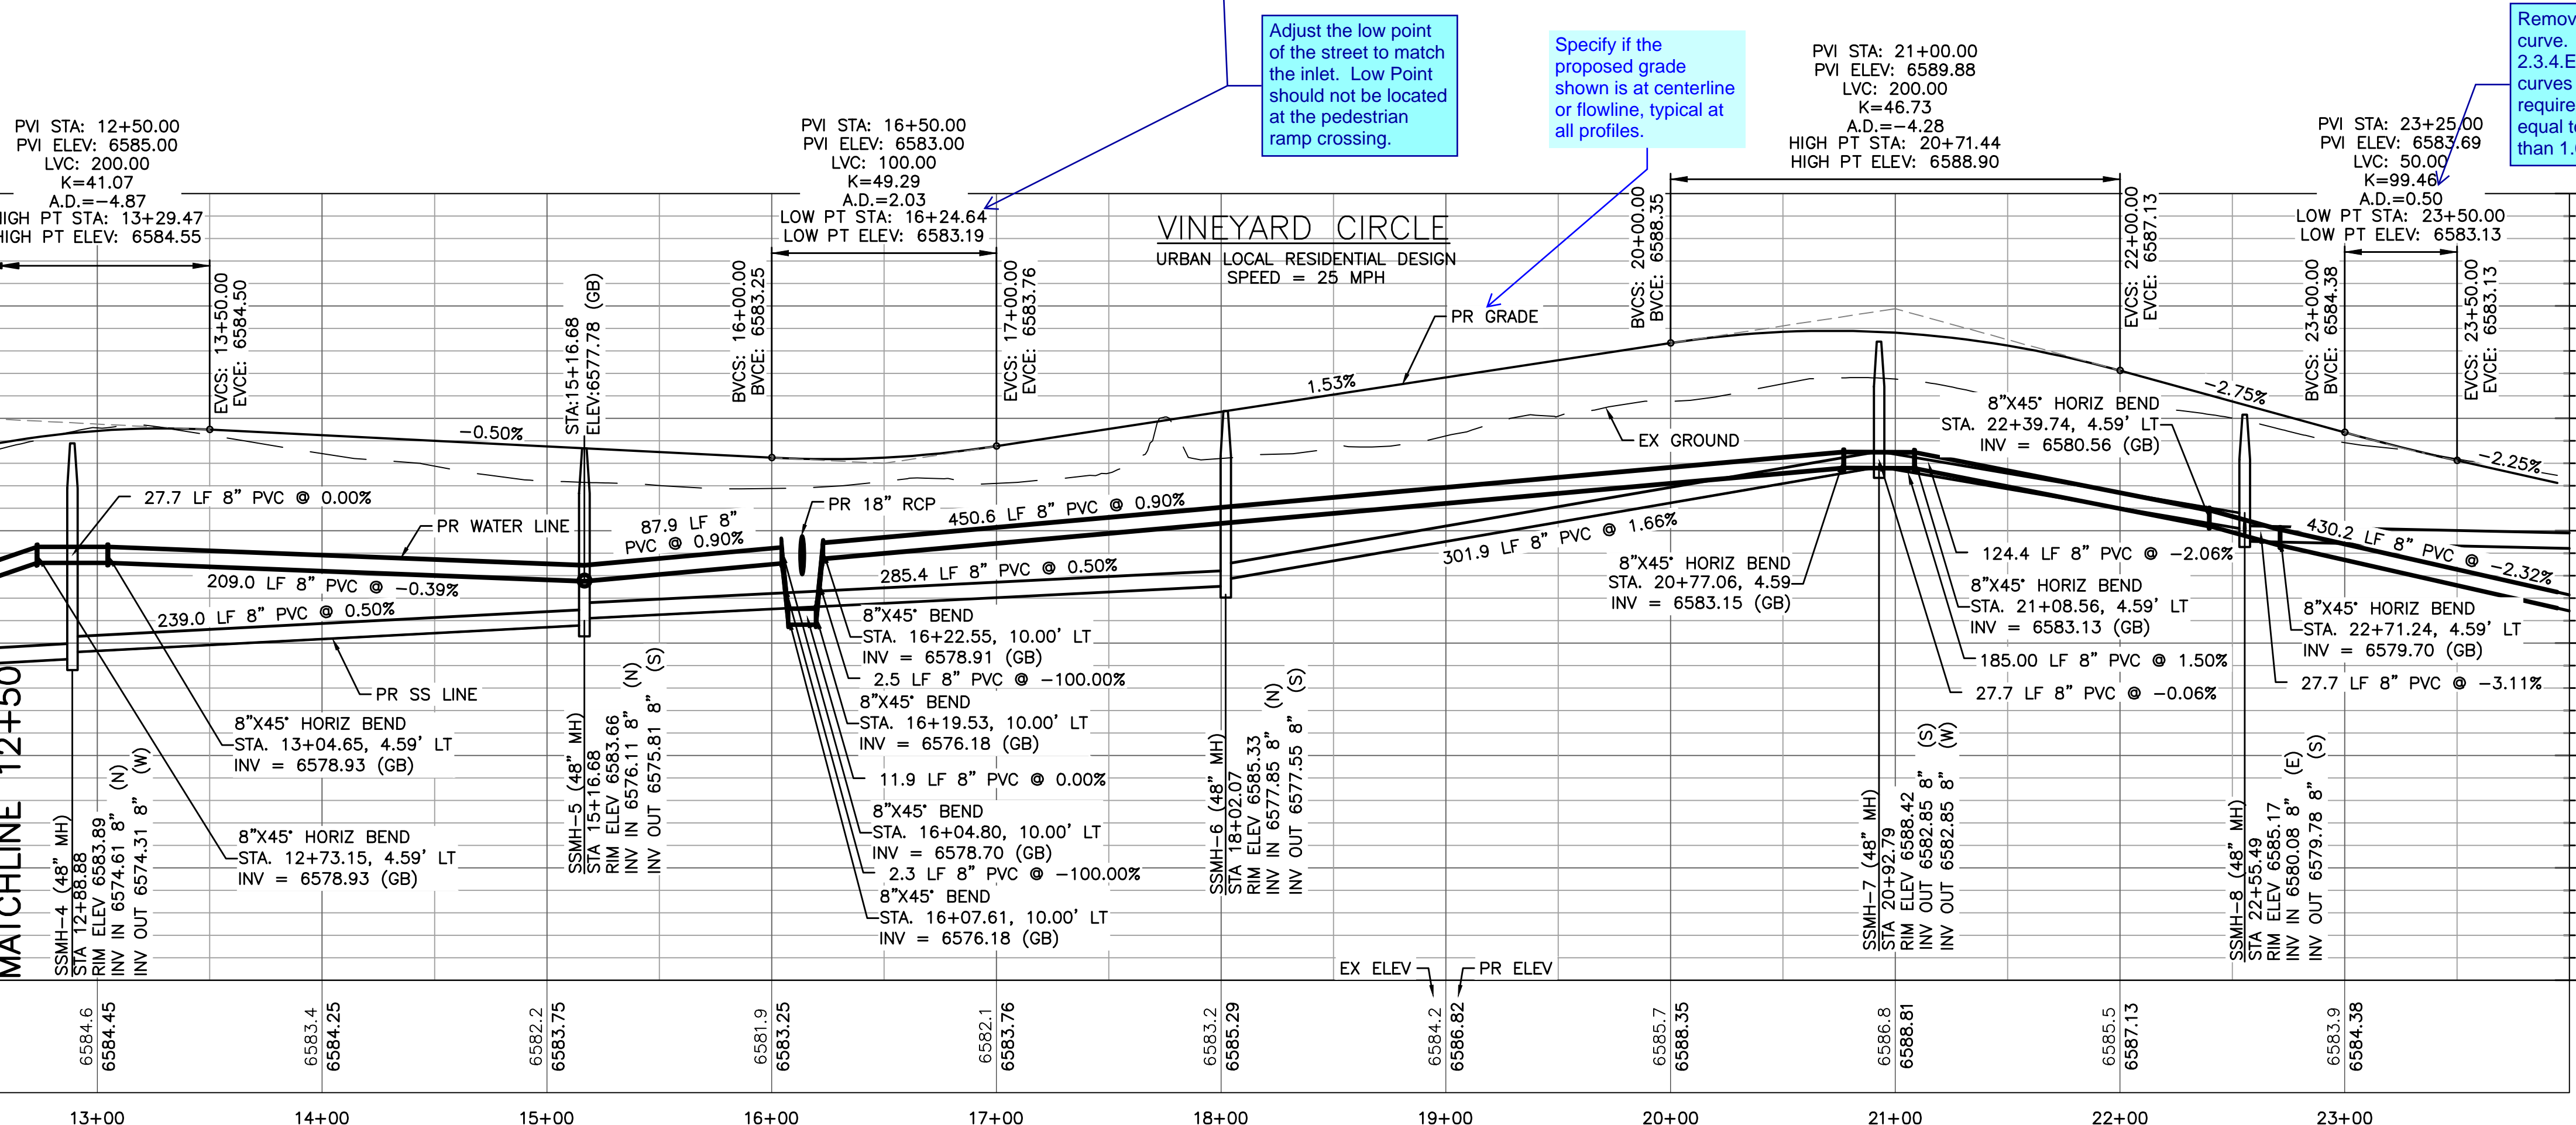 Adjust the low point
of the street to match
the inlet. Low Point
should not be located
at the pedestrian
ramp crossing.
Specify if the
proposed grade
shown is at centerline
or flowline, typical at
all profiles.
curve.
2.3.4.E
curves
equal
PVI STA: 12+50.00
PVI ELEV: 6585.00
LVC: 200.00
K=41.07
A.D.=-4.87
HIGH PT STA: 13+29.47
HIGH PT ELEV: 6584.55
PVI STA: 16+50.00
PVI ELEV: 6583.00
LVC: 100.00
K=49.29
A.D.=2.03
LOW PT STA: 16+24.64
LOW PT ELEV: 6583.19
PVI STA: 21+00.00
PVI ELEV: 6589.88
LVC: 200.00
K=46.73
A.D.=-4.28
HIGH PT STA: 20+71.44
HIGH PT ELEV: 6588.90
PVI STA: 23+25.00
PVI ELEV: 6583.69
LVC: 50.00
K=99.46
A.D.=0.50
LOW PT STA: 23+50.00
LOW PT ELEV: 6583.13
VINEYARD CIRCLE
URBAN LOCAL RESIDENTIAL DESIGN
SPEED = 25 MPH
EVCS: 13+50.00
EVCE: 6584.50
STA:15+16.68
ELEV:6577.78 (GB)
BVCS: 16+00.00
BVCE: 6583.25
EVCS: 17+00.00
EVCE: 6583.76
BVCS: 20+00.00
BVCE: 6588.35
EVCS: 22+00.00
EVCE: 6587.13
BVCS: 23+00.00
BVCE: 6584.38
EVCS: 23+50.00
EVCE: 6583.13
PR GRADE
-0.50%
1.53%
-2.75%
-2.25%
EX GROUND
27.7 LF 8" PVC @ 0.00%
PR WATER LINE
87.9 LF 8"
PVC @ 0.90%
PR 18" RCP
450.6 LF 8" PVC @ 0.90%
209.0 LF 8" PVC @ -0.39%
239.0 LF 8" PVC @ 0.50%
285.4 LF 8" PVC @ 0.50%
301.9 LF 8" PVC @ 1.66%
PR SS LINE
8"X45° HORIZ BEND
STA. 13+04.65, 4.59' LT
INV = 6578.93 (GB)
8"X45° HORIZ BEND
STA. 12+73.15, 4.59' LT
INV = 6578.93 (GB)
8"X45° BEND
STA. 16+22.55, 10.00' LT
INV = 6578.91 (GB)
2.5 LF 8" PVC @ -100.00%
8"X45° BEND
STA. 16+19.53, 10.00' LT
INV = 6576.18 (GB)
11.9 LF 8" PVC @ 0.00%
8"X45° BEND
STA. 16+04.80, 10.00' LT
INV = 6578.70 (GB)
2.3 LF 8" PVC @ -100.00%
8"X45° BEND
STA. 16+07.61, 10.00' LT
INV = 6576.18 (GB)
8"X45° HORIZ BEND
STA. 20+77.06, 4.59
INV = 6583.15 (GB)
8"X45° HORIZ BEND
STA. 22+39.74, 4.59' LT
INV = 6580.56 (GB)
124.4 LF 8" PVC @ -2.06%
8"X45° HORIZ BEND
STA. 21+08.56, 4.59' LT
INV = 6583.13 (GB)
185.00 LF 8" PVC @ 1.50%
27.7 LF 8" PVC @ -0.06%
430.2 LF 8" PVC @
-2.32%
8"X45° HORIZ BEND
STA. 22+71.24, 4.59' LT
INV = 6579.70 (GB)
27.7 LF 8" PVC @ -3.11%
MATCHLINE 12+50
SSMH-4 (48" MH)
STA 12+88.88
RIM ELEV 6583.89
INV IN 6574.61 8" (N)
INV OUT 6574.31 8" (W)
SSMH-5 (48" MH)
STA 15+16.68
RIM ELEV 6583.66
INV IN 6576.11 8" (N)
INV OUT 6575.81 8" (S)
SSMH-6 (48" MH)
STA 18+02.07
RIM ELEV 6585.33
INV IN 6577.85 8" (N)
INV OUT 6577.55 8" (S)
SSMH-7 (48" MH)
STA 20+92.79
RIM ELEV 6588.42
INV OUT 6582.85 8" (S)
INV OUT 6582.85 8" (W)
SSMH-8 (48" MH)
STA 22+55.49
RIM ELEV 6585.17
INV IN 6580.08 8" (E)
INV OUT 6579.78 8" (S)
EX ELEV
PR ELEV
6584.6
6584.45
6583.4
6584.25
6582.2
6583.75
6581.9
6583.25
6582.1
6583.76
6583.2
6585.29
6584.2
6586.82
6585.7
6588.35
6586.8
6588.81
6585.5
6587.13
6583.9
6584.38
13+00
14+00
15+00
16+00
17+00
18+00
19+00
20+00
21+00
22+00
23+00